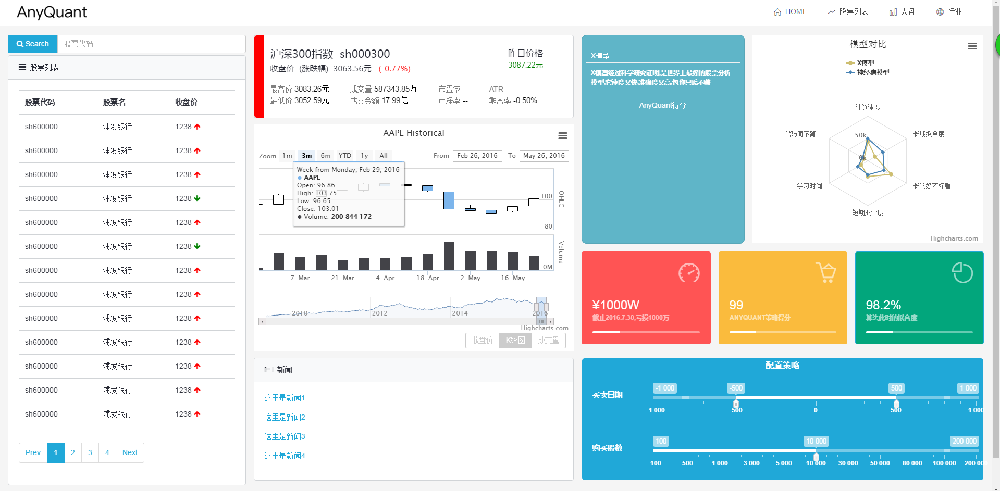 AnyQuant
HOME
股票列表
大盘
行业
Search
股票代码
股票列表
股票代码 股票名 收盘价
sh600000 浦发银行 1238
sh600000 浦发银行 1238
sh600000 浦发银行 1238
sh600000 浦发银行 1238
sh600000 浦发银行 1238
sh600000 浦发银行 1238
sh600000 浦发银行 1238
sh600000 浦发银行 1238
sh600000 浦发银行 1238
sh600000 浦发银行 1238
sh600000 浦发银行 1238
sh600000 浦发银行 1238
sh600000 浦发银行 1238
Prev 1 2 3 4 Next
沪深300指数 sh000300
收盘价 (涨跌幅) 3063.56元 (-0.77%)
昨日价格
3087.22元
最高价 3083.26元 成交量 587343.85万 市盈率 -- ATR --
最低价 3052.59元 成交金额 17.99亿 市净率 -- 乖离率 -0.50%
AAPL Historical
Zoom 1m 3m 6m YTD 1y All
From Feb 26, 2016 To May 26, 2016
Week from Monday, Feb 29, 2016
AAPL
Open: 96.86
High: 103.75
Low: 96.65
Close: 103.01
Volume: 200 844 172
100
80
OHLC
Volume
0M
7. Mar 21. Mar 4. Apr 18. Apr 2. May 16. May
2010 2012 2014 2016
Highcharts.com
收盘价 K线图 成交量
新闻
这里是新闻1
这里是新闻2
这里是新闻3
这里是新闻4
X模型
X模型经过科学研究证明,是世界上最好的股票分析
模型,它速度又快,准确度又高,包你只赔不赚
AnyQuant得分
模型对比
X模型
神经病模型
计算速度
长期拟合度
长的好不好看
短期拟合度
学习时间
代码简不简单
50k
0k
Highcharts.com
¥1000W
截止2016.7.30,亏损1000万
99
ANYQUANT策略得分
98.2%
算法此时的拟合度
配置策略
买卖日期
-1 000 -500 500 1 000
-1 000 -500 0 500 1 000
购买股数
100 10 000 200 000
100 500 1 000 3 000 5 000 10 000 30 000 50 000 80 000 100 000 200 000